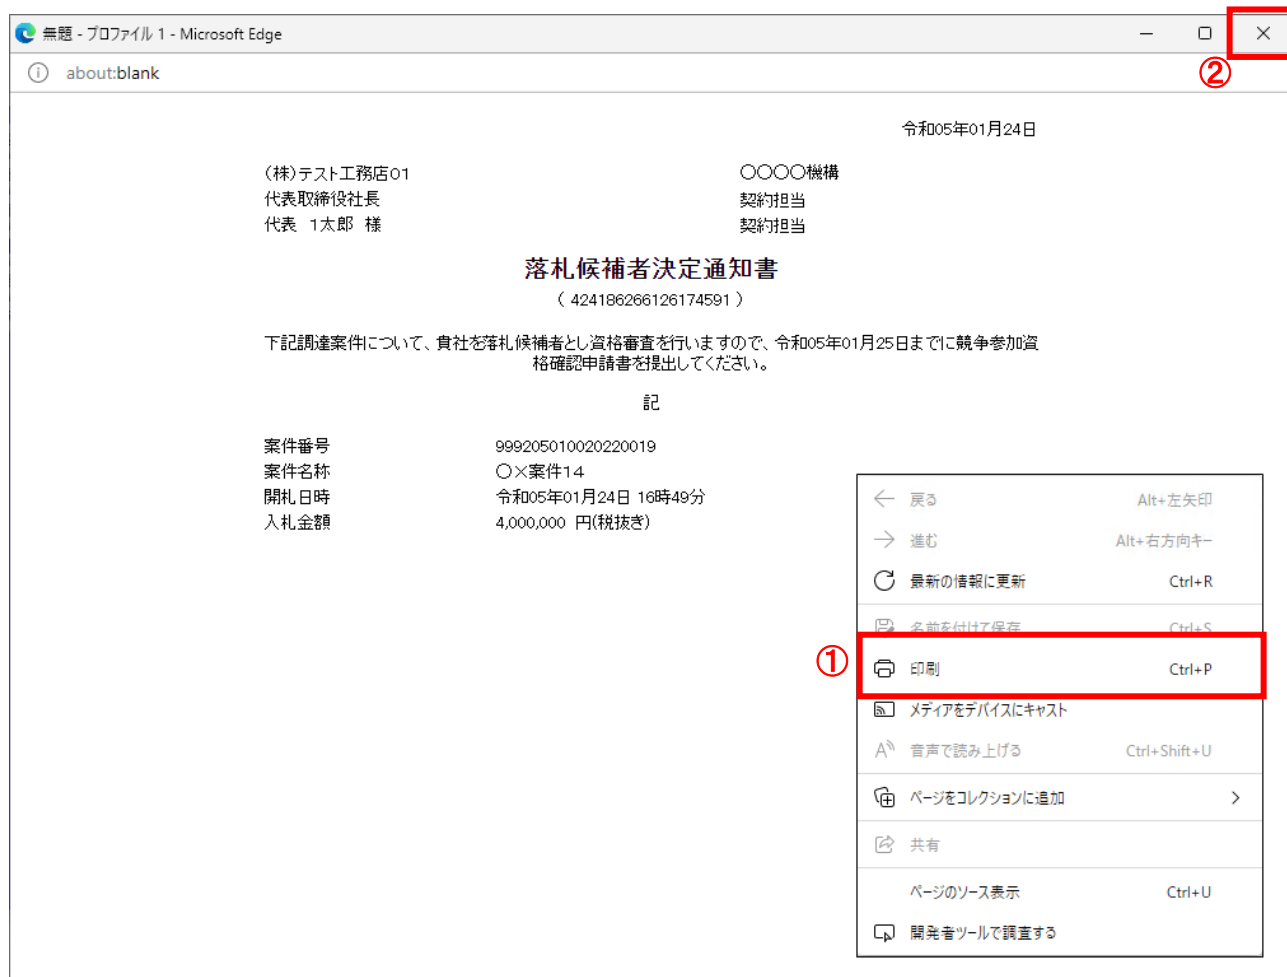 無題 - プロファイル 1 - Microsoft Edge
②
about:blank
令和05年01月24日
(株)テスト工務店01
〇〇〇〇機構
代表取締役社長
契約担当
代表 1太郎 様
契約担当
落札候補者決定通知書
( 424186266126174591 )
下記調達案件について、貴社を落札候補者とし資格審査を行いますので、令和05年01月25日までに競争参加資
格確認申請書を提出してください。
記
案件番号 999205010020220019
案件名称 〇×案件14
開札日時 令和05年01月24日 16時49分
入札金額 4,000,000 円(税抜き)
戻る Alt+左矢印
進む Alt+右方向キー
最新の情報に更新 Ctrl+R
名前を付けて保存 Ctrl+S
①
印刷 Ctrl+P
メディアをデバイスにキャスト
音声で読み上げる Ctrl+Shift+U
ページをコレクションに追加
共有
ページのソース表示 Ctrl+U
開発者ツールで調査する